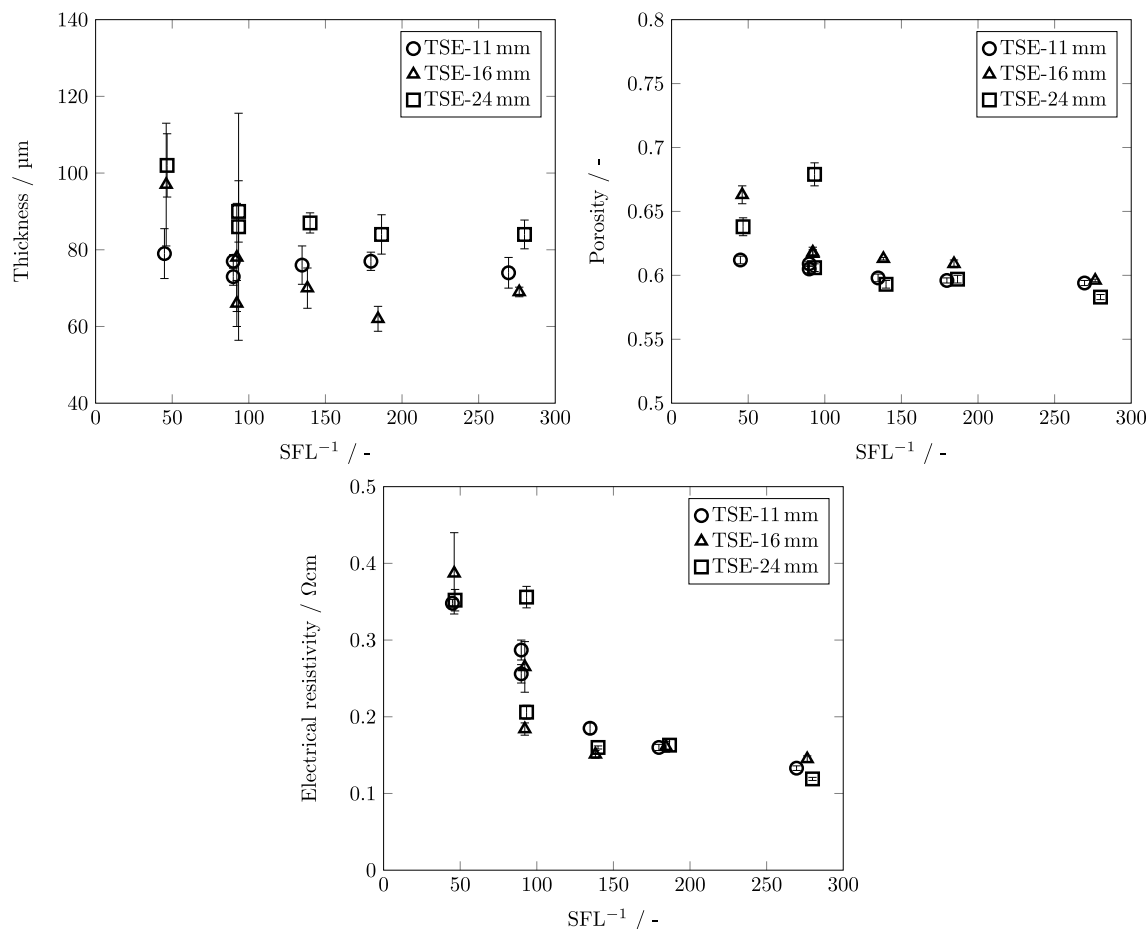 140
120
100
80
60
40
0
50
100
150
200
250
300
Thickness / µm
SFL⁻¹ / -
TSE-11 mm
TSE-16 mm
TSE-24 mm
0.8
0.75
0.7
0.65
0.6
0.55
0.5
0
50
100
150
200
250
300
Porosity / -
SFL⁻¹ / -
TSE-11 mm
TSE-16 mm
TSE-24 mm
0.5
0.4
0.3
0.2
0.1
0
0
50
100
150
200
250
300
Electrical resistivity / Ωcm
SFL⁻¹ / -
TSE-11 mm
TSE-16 mm
TSE-24 mm